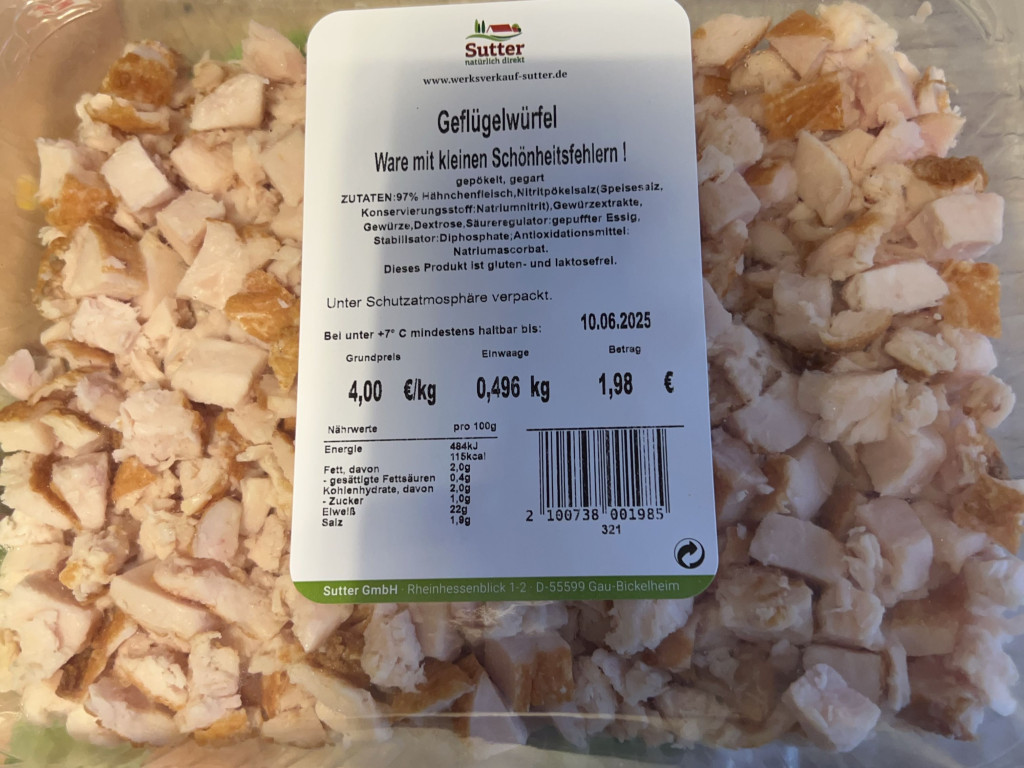 Sutter
natürlich direkt
www.werksverkauf-sutter.de
Geflügelwürfel
Ware mit kleinen Schönheitsfehlern !
gepökelt, gegart
ZUTATEN:97% Hähnchenfleisch,Nitritpökelsalz(Speisesalz,
Konservierungsstoff:Natriumnitrit),Gewürzextrakte,
Gewürze,Dextrose,Säureregulator:gepuffter Essig,
Stabilisator:Diphosphate;Antioxidationsmittel:
Natriumascorbat.
Dieses Produkt ist gluten- und laktosefrei.
Unter Schutzatmosphäre verpackt.
Bei unter +7° C mindestens haltbar bis: 10.06.2025
Grundpreis Einwaage Betrag
4,00 €/kg 0,496 kg 1,98 €
Nährwerte pro 100g
Energie 484kJ
115kcal
Fett, davon 2,0g
- gesättigte Fettsäuren 0,4g
Kohlenhydrate, davon 2,0g
- Zucker 1,0g
Eiweiß 22g
Salz 1,9g
2 100738 001985
321
Sutter GmbH · Rheinhessenblick 1-2 · D-55599 Gau-Bickelheim